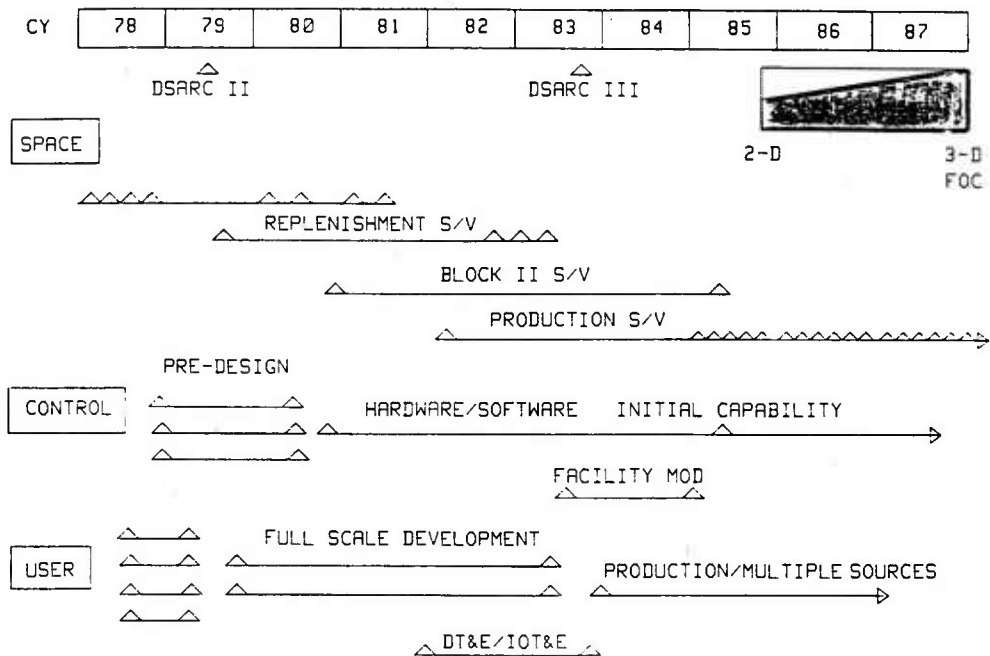 CY 78 79 80 81 82 83 84 85 86 87
DSARC II DSARC III
SPACE
2-D 3-D
FOC
REPLENISHMENT S/V
BLOCK II S/V
PRODUCTION S/V
PRE-DESIGN
CONTROL HARDWARE/SOFTWARE INITIAL CAPABILITY
FACILITY MOD
FULL SCALE DEVELOPMENT
USER PRODUCTION/MULTIPLE SOURCES
DT&E/IOT&E